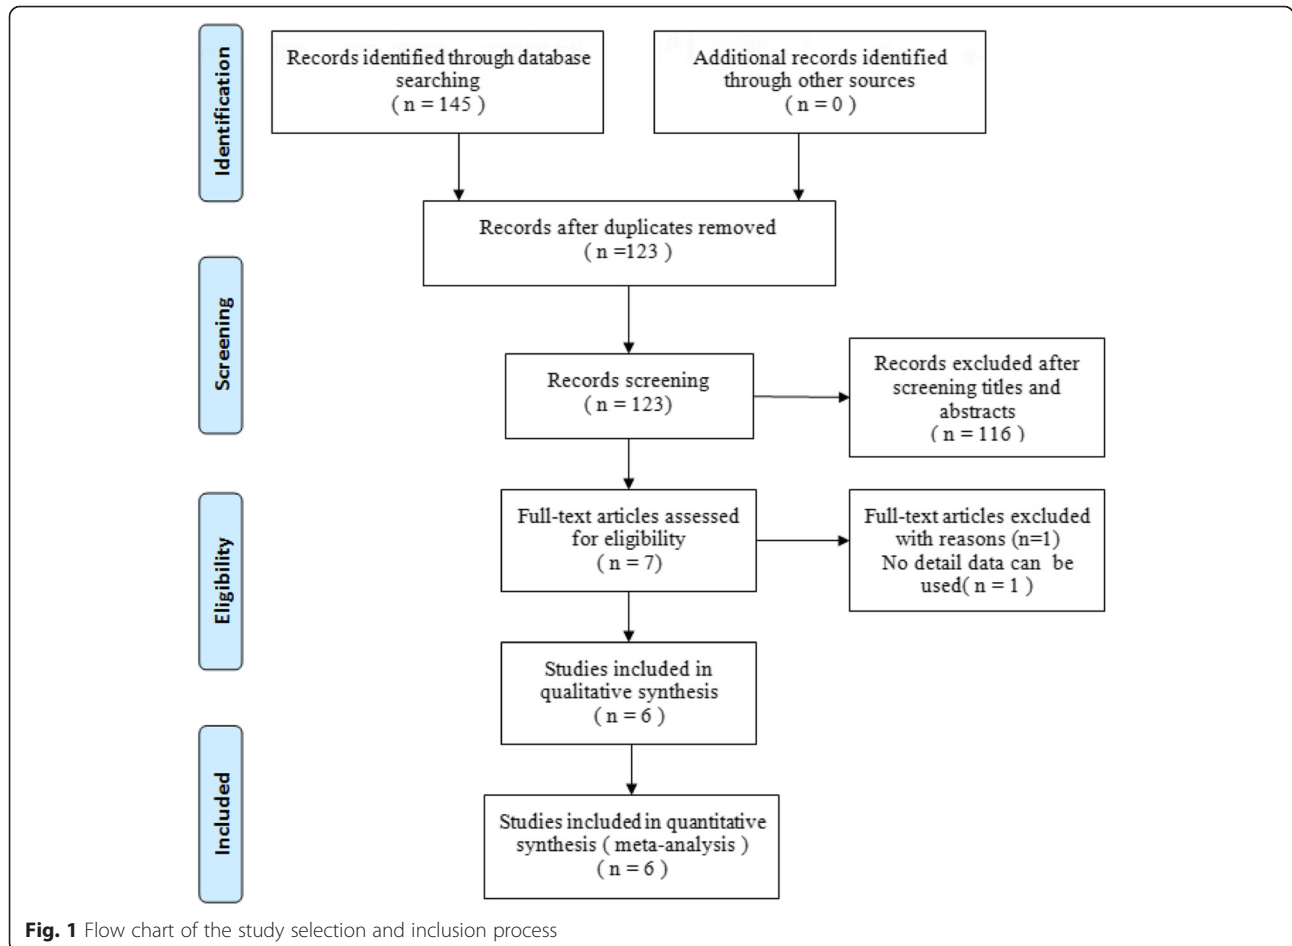 Identification
Records identified through database
searching
( n = 145 )
Additional records identified
through other sources
( n = 0 )
Records after duplicates removed
( n =123 )
Screening
Records screening
( n = 123)
Records excluded after
screening titles and
abstracts
( n = 116 )
Eligibility
Full-text articles assessed
for eligibility
( n = 7)
Full-text articles excluded
with reasons (n=1)
No detail data can be
used( n = 1 )
Studies included in
qualitative synthesis
( n = 6 )
Included
Studies included in quantitative
synthesis ( meta-analysis )
( n = 6 )
Fig. 1 Flow chart of the study selection and inclusion process